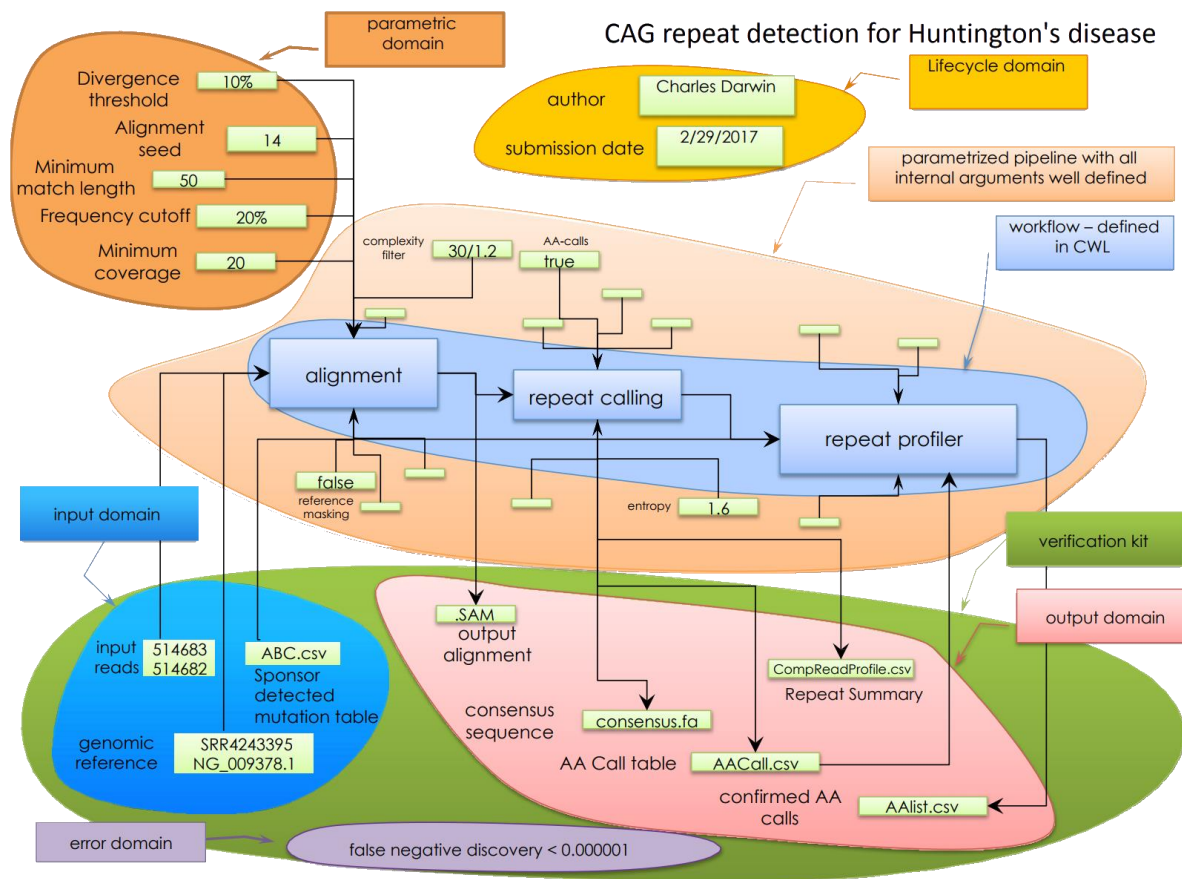 CAG repeat detection for Huntington's disease
parametric
domain
Divergence
threshold
10%
Alignment
seed
14
Minimum
match length
50
Frequency cutoff
20%
Minimum
coverage
20
Lifecycle domain
author
Charles Darwin
submission date
2/29/2017
parametrized pipeline with all
internal arguments well defined
workflow – defined
in CWL
complexity
filter
30/1.2
AA-calls
true
alignment
repeat calling
repeat profiler
false
reference
masking
entropy
1.6
input domain
verification kit
output domain
input
reads
514683
514682
ABC.csv
Sponsor
detected
mutation table
genomic
reference
SRR4243395
NG_009378.1
.SAM
output
alignment
CompReadProfile.csv
Repeat Summary
consensus
sequence
consensus.fa
AA Call table
AACall.csv
confirmed AA
calls
AAlist.csv
error domain
false negative discovery < 0.000001